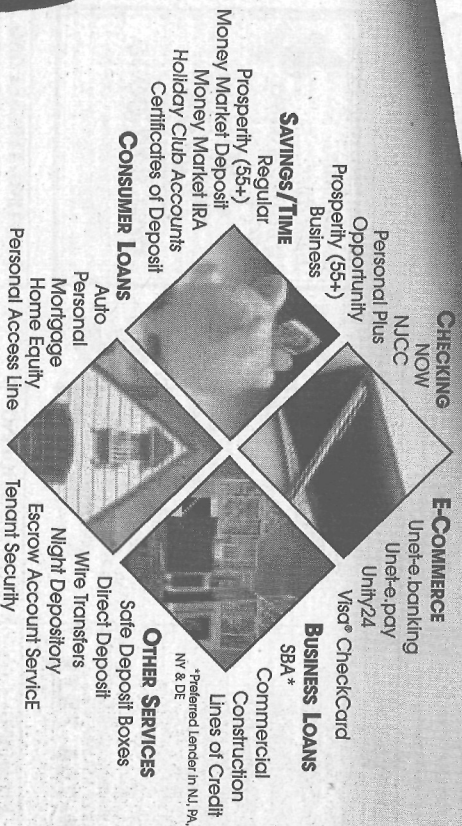 CHECKING
NOW
NJCC
Personal Plus
Opportunity
Prosperity (55+)
Business
SAVINGS/TIME
Regular
Prosperity (55+)
Money Market Deposit
Money Market IRA
Holiday Club Accounts
Certificates of Deposit
CONSUMER LOANS
Auto
Personal
Mortgage
Home Equity
Personal Access Line
E-COMMERCE
Unet-e.banking
Unet-e.pay
Unity24
Visa® CheckCard
BUSINESS LOANS
SBA*
Commercial
Construction
Lines of Credit
*Preferred Lender in NJ, PA,
NY & DE
OTHER SERVICES
Safe Deposit Boxes
Direct Deposit
Wire Transfers
Night Depository
Escrow Account ServicE
Tenant Security